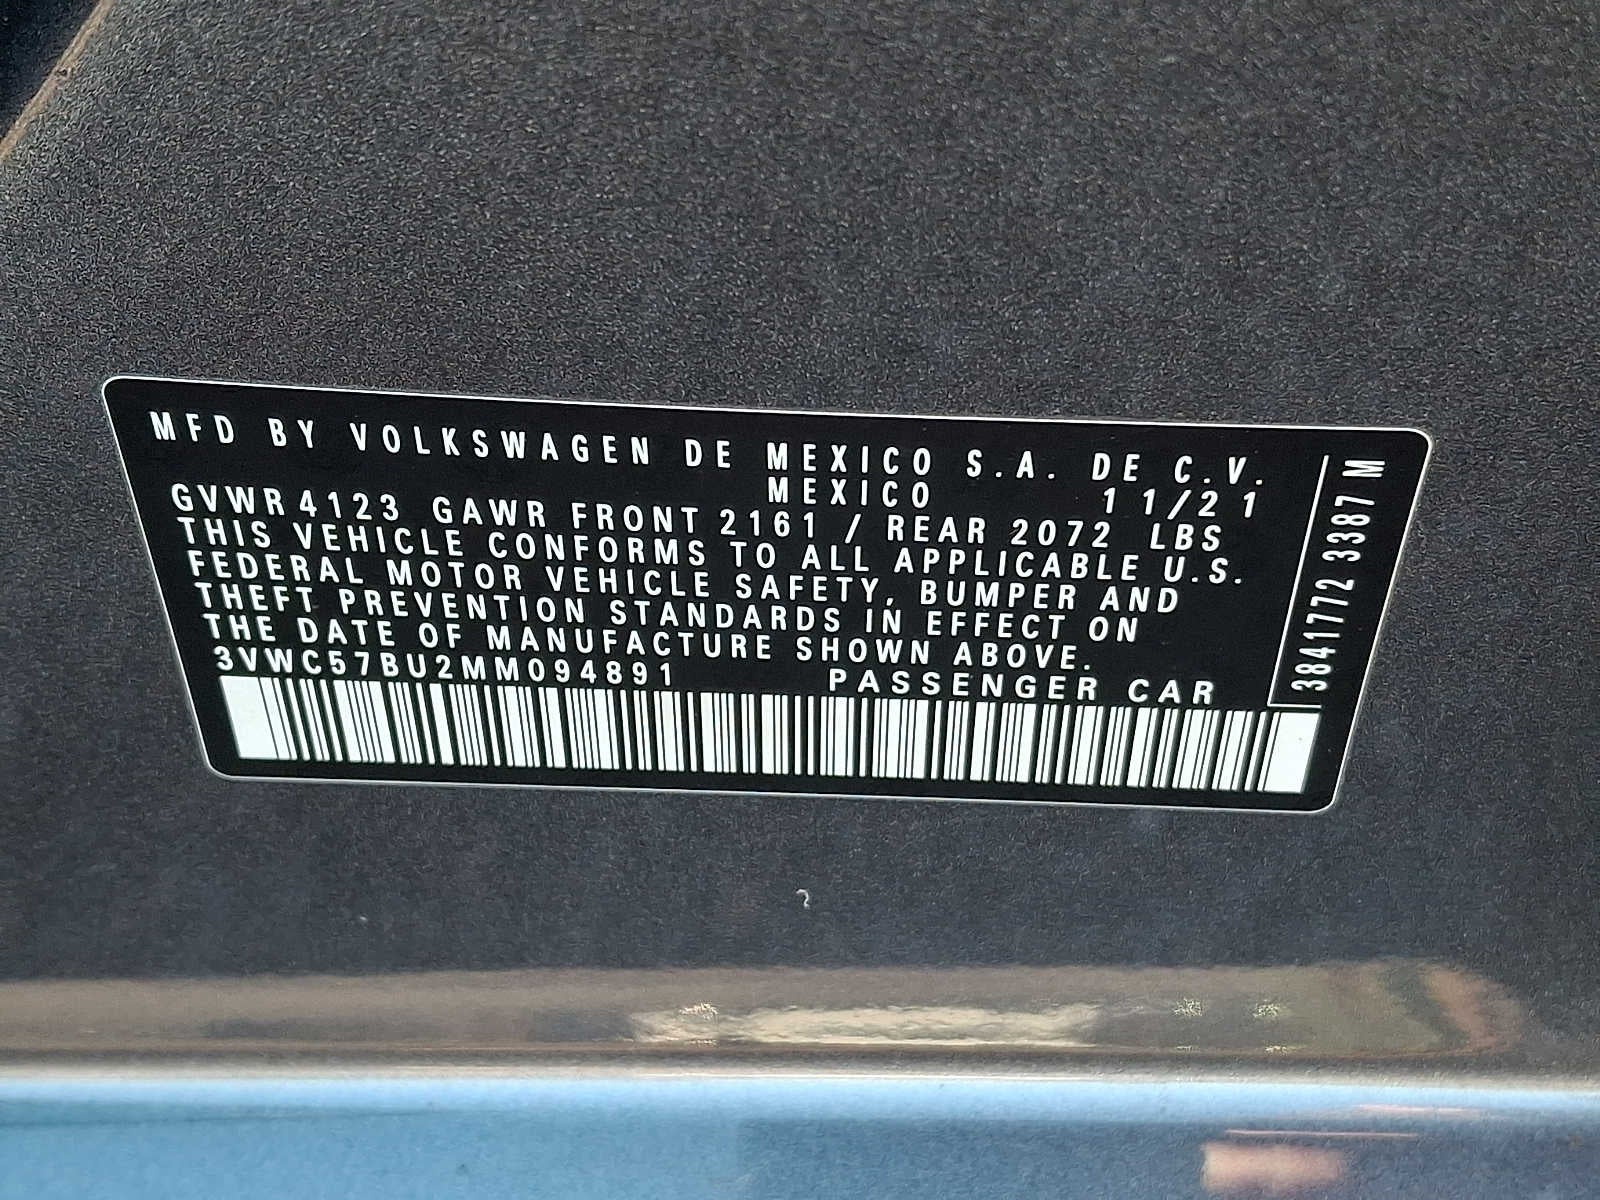 MFD BY VOLKSWAGEN DE MEXICO S.A. DE C.V.
MEXICO 11/21
GVWR 4123 GAWR FRONT 2161 / REAR 2072 LBS
THIS VEHICLE CONFORMS TO ALL APPLICABLE U.S.
FEDERAL MOTOR VEHICLE SAFETY, BUMPER AND
THEFT PREVENTION STANDARDS IN EFFECT ON
THE DATE OF MANUFACTURE SHOWN ABOVE.
3VWC57BU2MM094891 PASSENGER CAR
3841772 3387 M